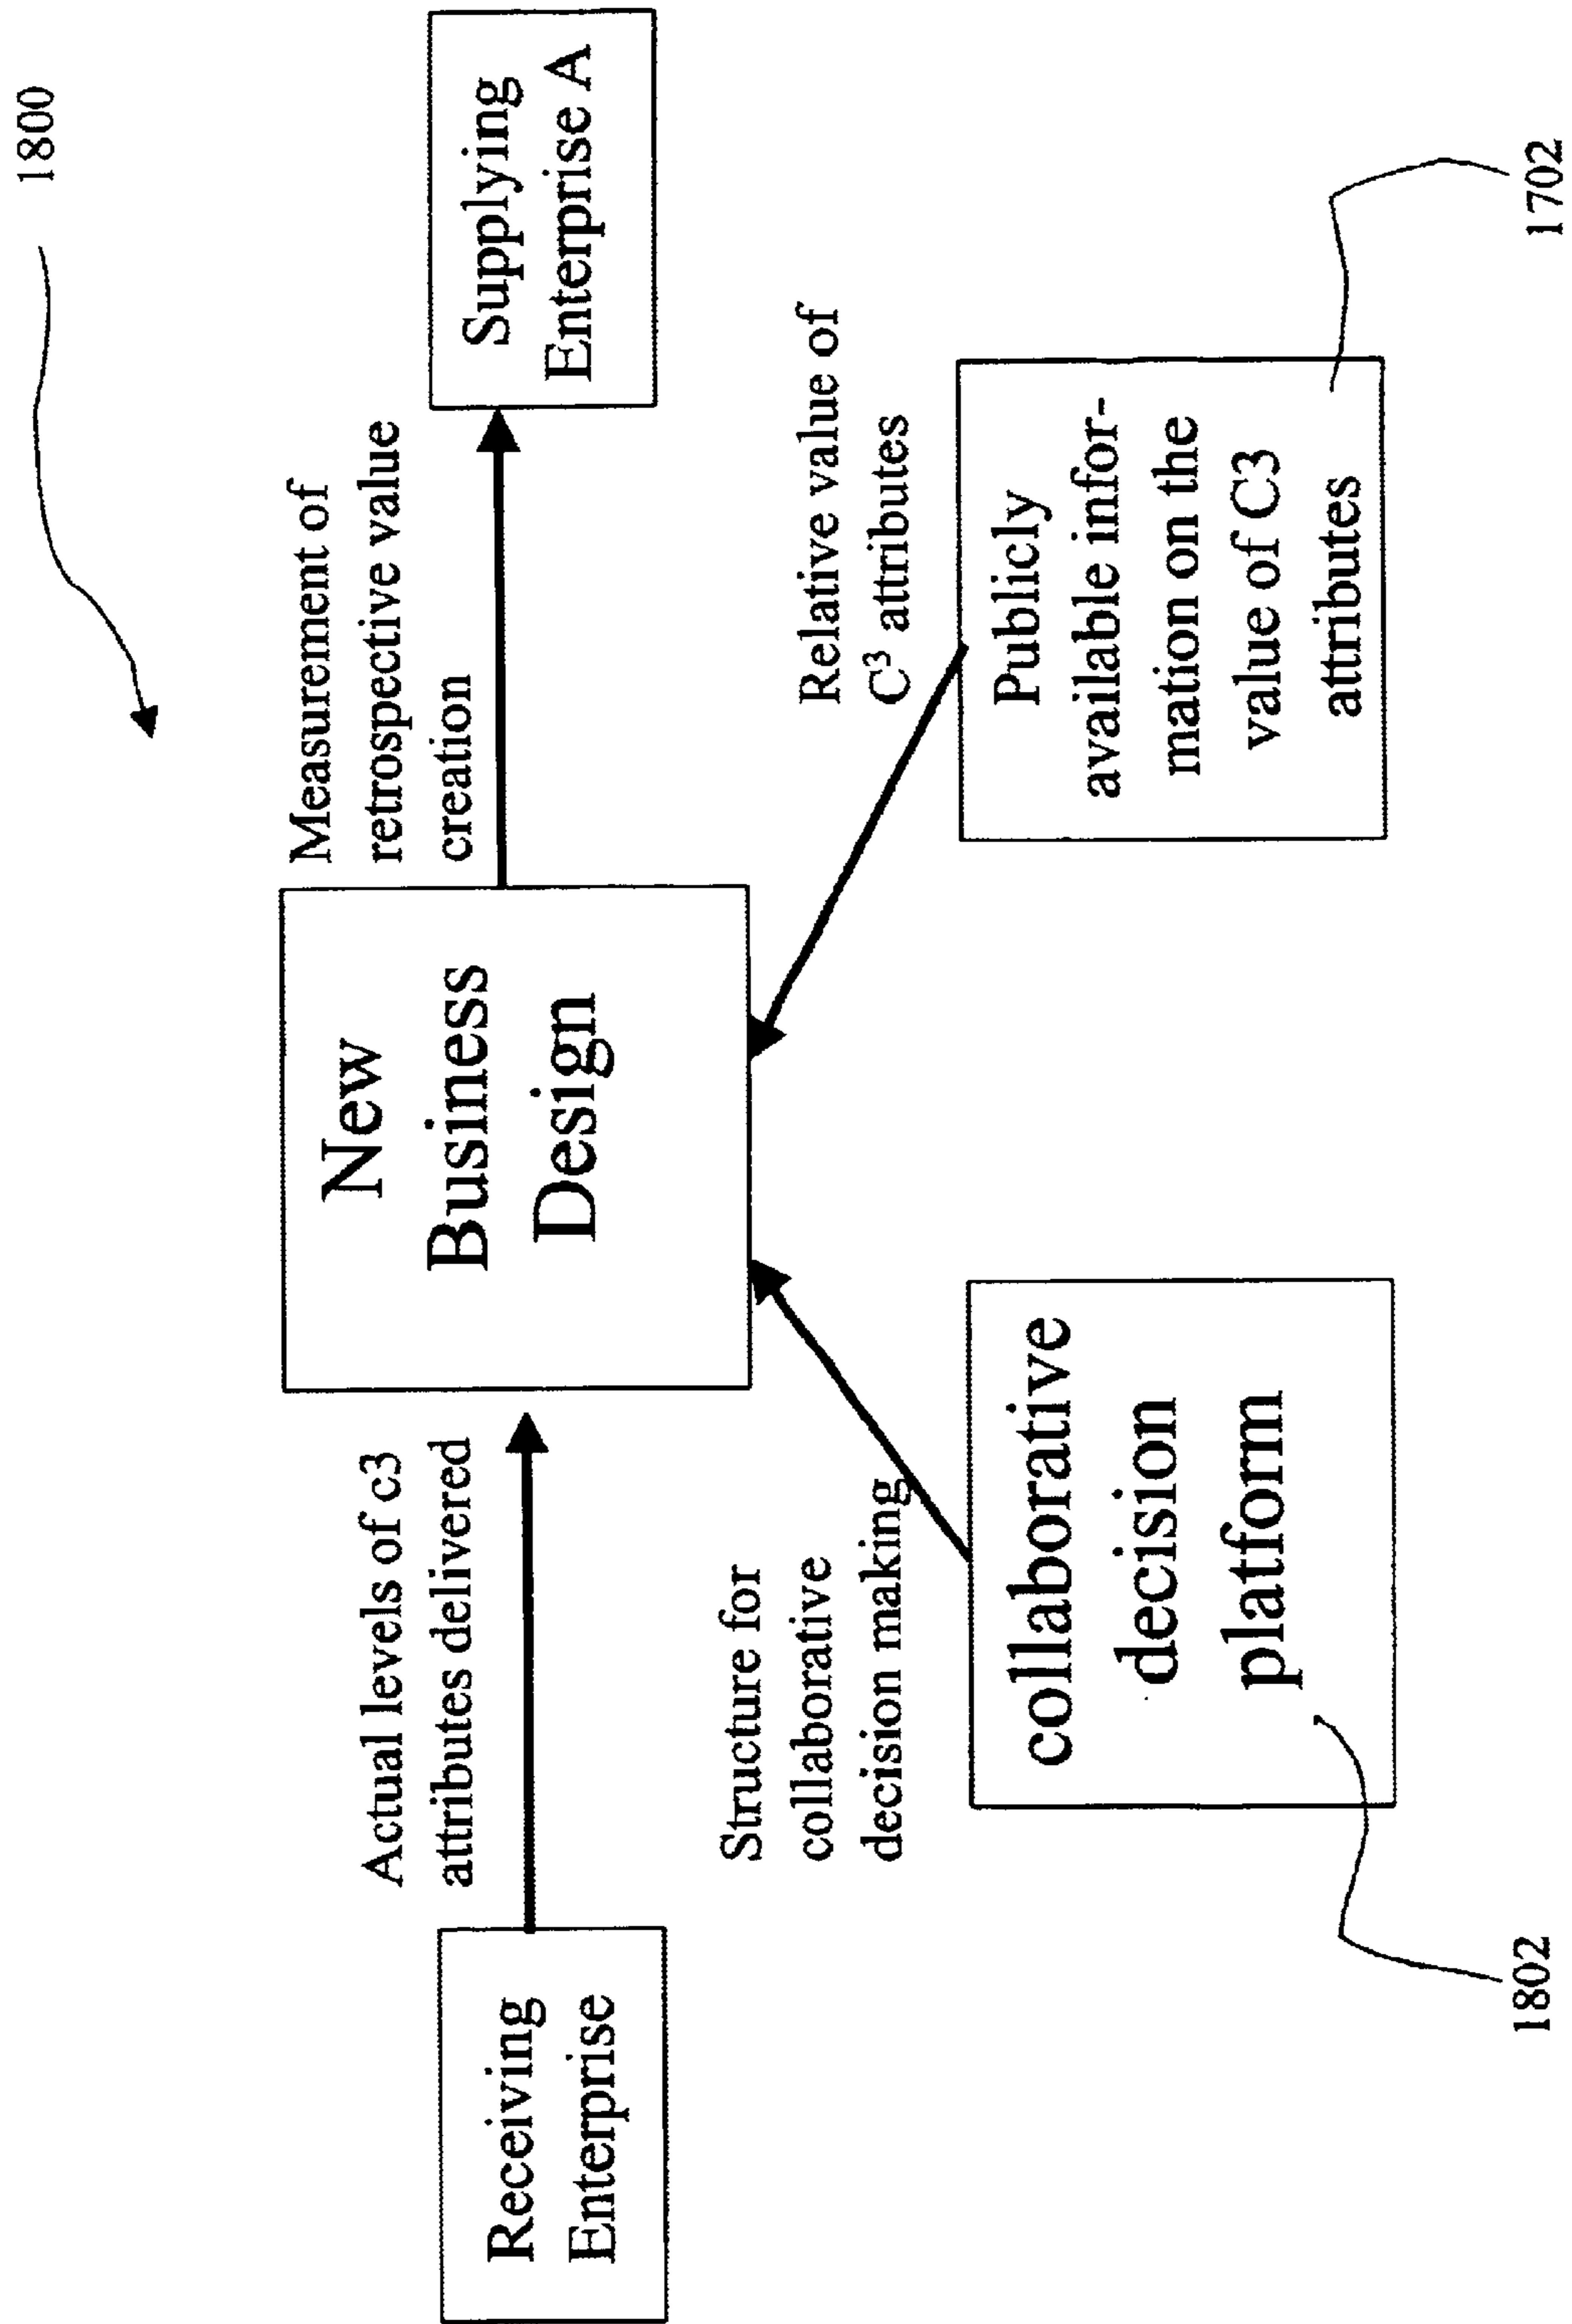 1800
Receiving
Enterprise
Actual levels of c3
attributes delivered
New
Business
Design
Measurement of
retrospective value
creation
Supplying
Enterprise A
Structure for
collaborative
decision making
Relative value of
C³ attributes
collaborative
decision
platform
Publicly
available infor-
mation on the
value of C3
attributes
1802
1702